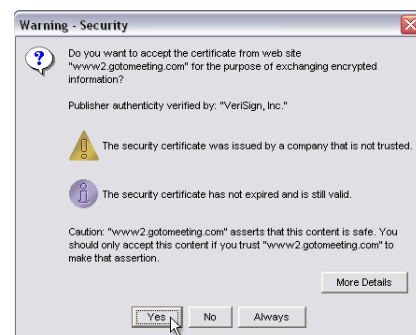 Warning - Security
Do you want to accept the certificate from web site
"www2.gotomeeting.com" for the purpose of exchanging encrypted
information?
Publisher authenticity verified by: "VeriSign, Inc."
The security certificate was issued by a company that is not trusted.
The security certificate has not expired and is still valid.
Caution: "www2.gotomeeting.com" asserts that this content is safe. You
should only accept this content if you trust "www2.gotomeeting.com" to
make that assertion.
More Details
Yes No Always